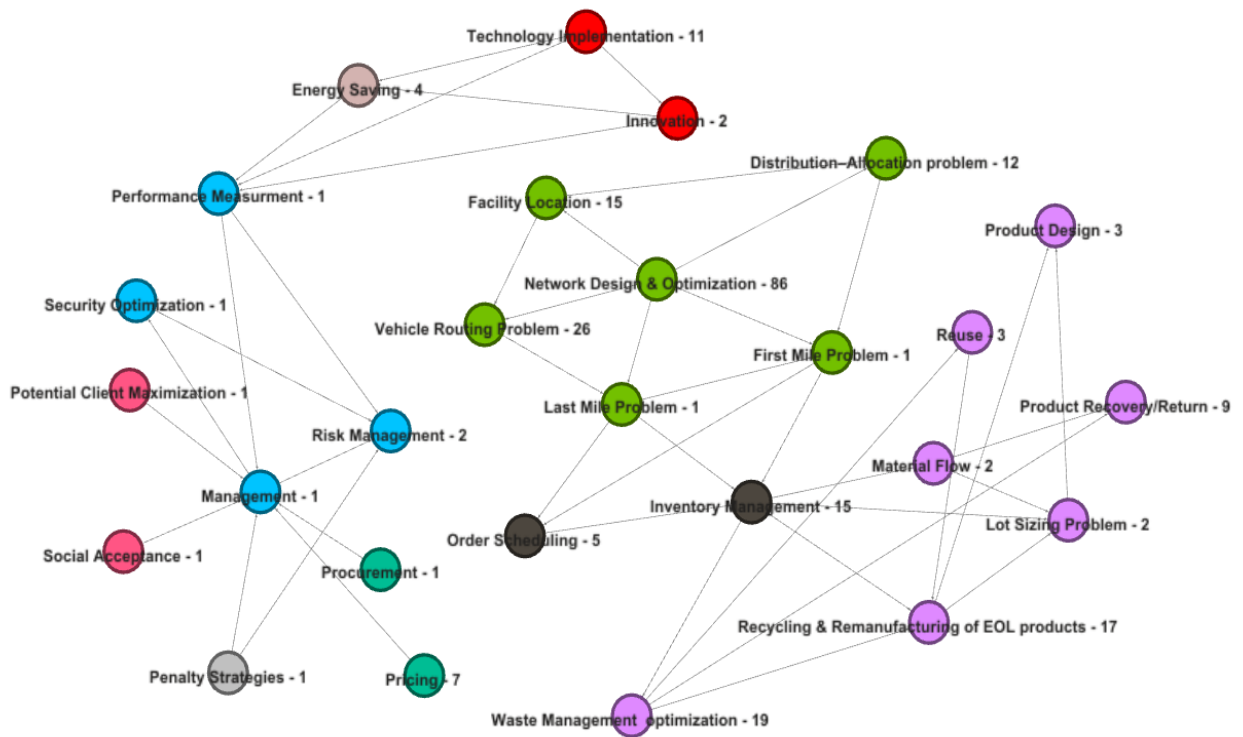 Technology Implementation - 11
Energy Saving - 4
Innovation - 2
Distribution–Allocation problem - 12
Performance Measurment - 1
Facility Location - 15
Product Design - 3
Network Design & Optimization - 86
Security Optimization - 1
Vehicle Routing Problem - 26
Reuse - 3
First Mile Problem - 1
Potential Client Maximization - 1
Last Mile Problem - 1
Product Recovery/Return - 9
Risk Management - 2
Material Flow - 2
Management - 1
Inventory Management - 15
Lot Sizing Problem - 2
Order Scheduling - 5
Social Acceptance - 1
Procurement - 1
Recycling & Remanufacturing of EOL products - 17
Penalty Strategies - 1
Pricing - 7
Waste Management optimization - 19